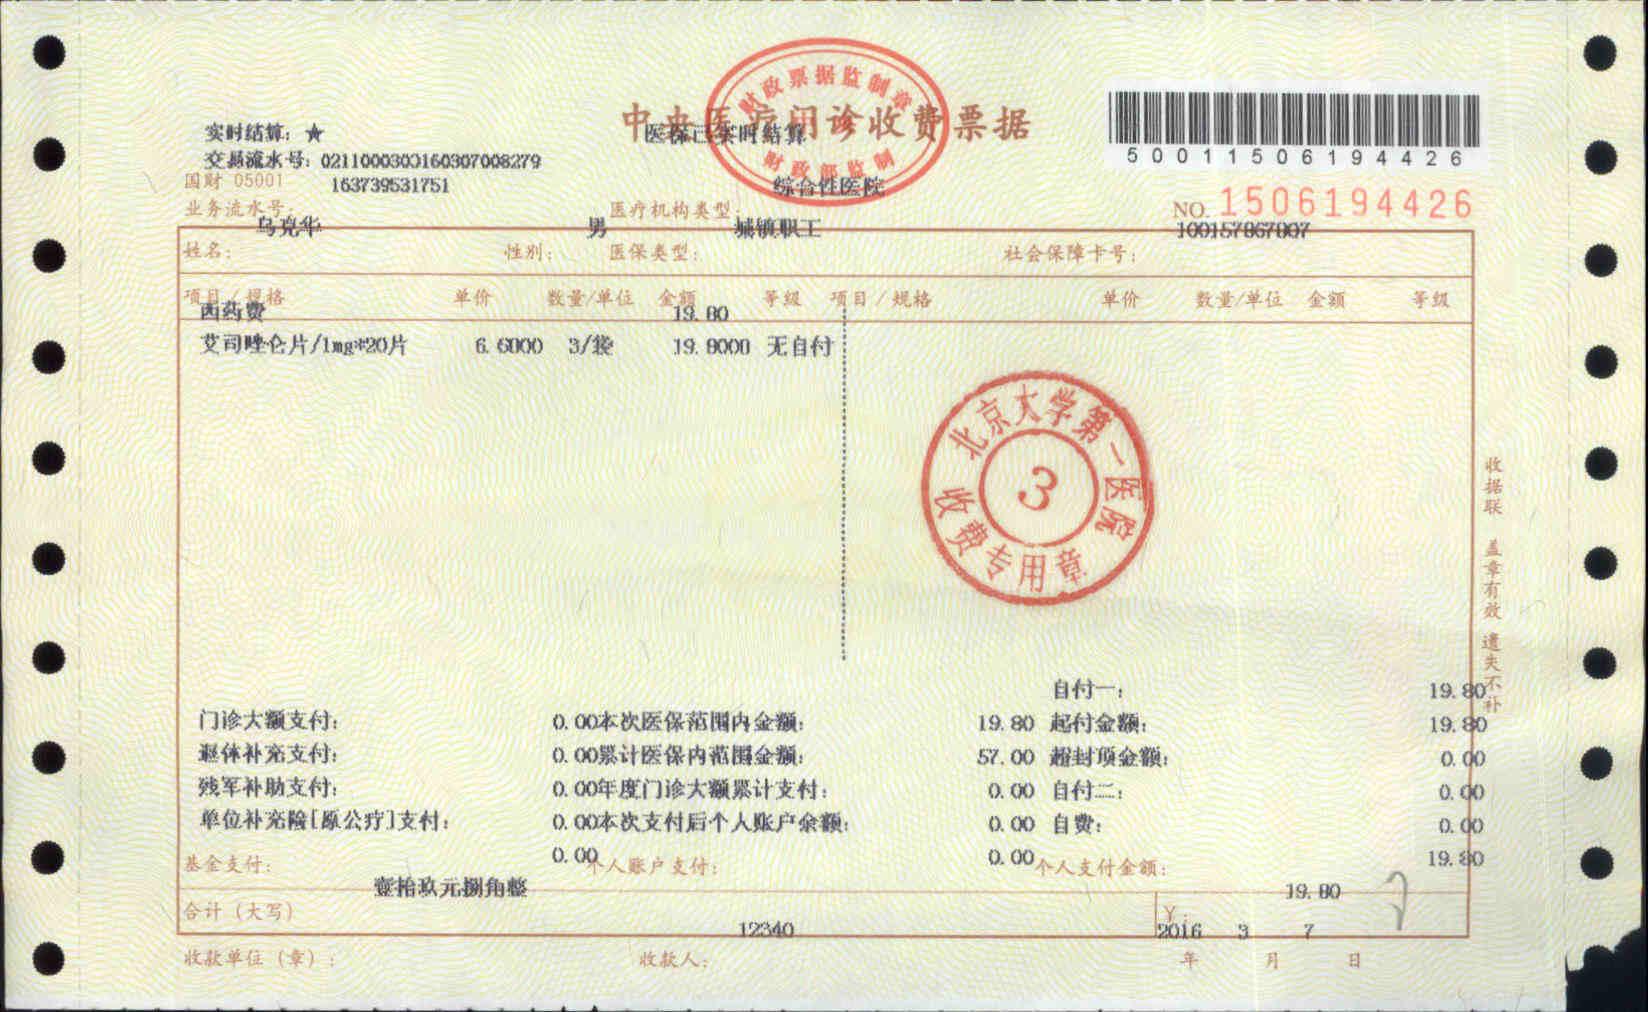 中央医疗门诊收费票据
财政票据监制章
财政部监制
实时结算：★
医保已实时结算
5001150619 4426
交易流水号：0211000303160307008279
国财 05001
163739531751
综合性医院
NO. 1506194426
业务流水号：
医疗机构类型：
乌克华
男
城镇职工
100157867807
姓名：
性别：
医保类型：
社会保障卡号：
项目／规格 单价 数量/单位 金额 等级 项目／规格 单价 数量/单位 金额 等级
西药费 19.80
艾司唑仑片/1mg*20片 6.6000 3/袋 19.8000 无自付
北京大学第一医院
3
收费专用章
收据联 盖章有效 遗失不补
自付一： 19.80
门诊大额支付： 0.00 本次医保范围内金额： 19.80 起付金额： 19.80
退休补充支付： 0.00 累计医保内范围金额： 57.00 超封顶金额： 0.00
残军补助支付： 0.00 年度门诊大额累计支付： 0.00 自付二： 0.00
单位补充险[原公疗]支付： 0.00 本次支付后个人账户余额： 0.00 自费： 0.00
基金支付： 0.00 个人账户支付： 0.00 个人支付金额： 19.80
壹拾玖元捌角整 19.80
合计（大写） ¥：
12340 2016 3 7
收款单位（章）： 收款人： 年 月 日